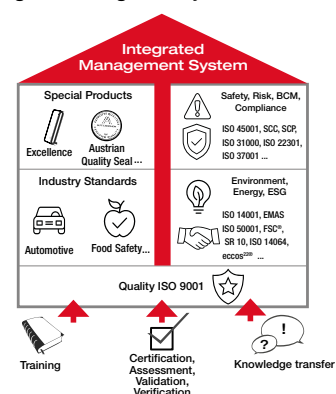 Integrated
Management System
Special Products
Excellence
Austrian
Quality Seal ...
Safety, Risk, BCM,
Compliance
ISO 45001, SCC, SCP,
ISO 31000, ISO 22301,
ISO 37001 ...
Industry Standards
Automotive
Food Safety...
Environment,
Energy, ESG
ISO 14001, EMAS
ISO 50001, FSC®,
SR 10, ISO 14064,
eccos²²® ...
Quality ISO 9001
Training
Certification,
Assessment,
Validation,
Verification
?
!
Knowledge transfer